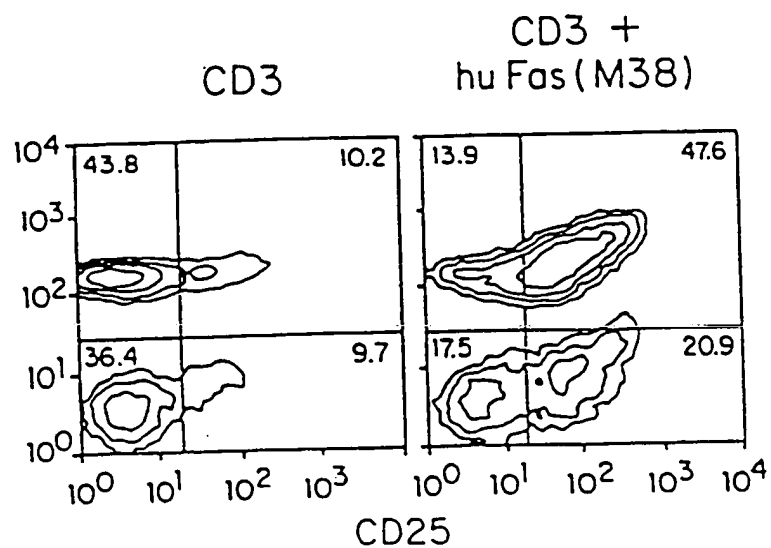 CD3
CD3 +
hu Fas (M38)
10⁴
10³
10²
10¹
10⁰
43.8
10.2
36.4
9.7
13.9
47.6
17.5
20.9
10⁰ 10¹ 10² 10³
10⁰ 10¹ 10² 10³ 10⁴
CD25